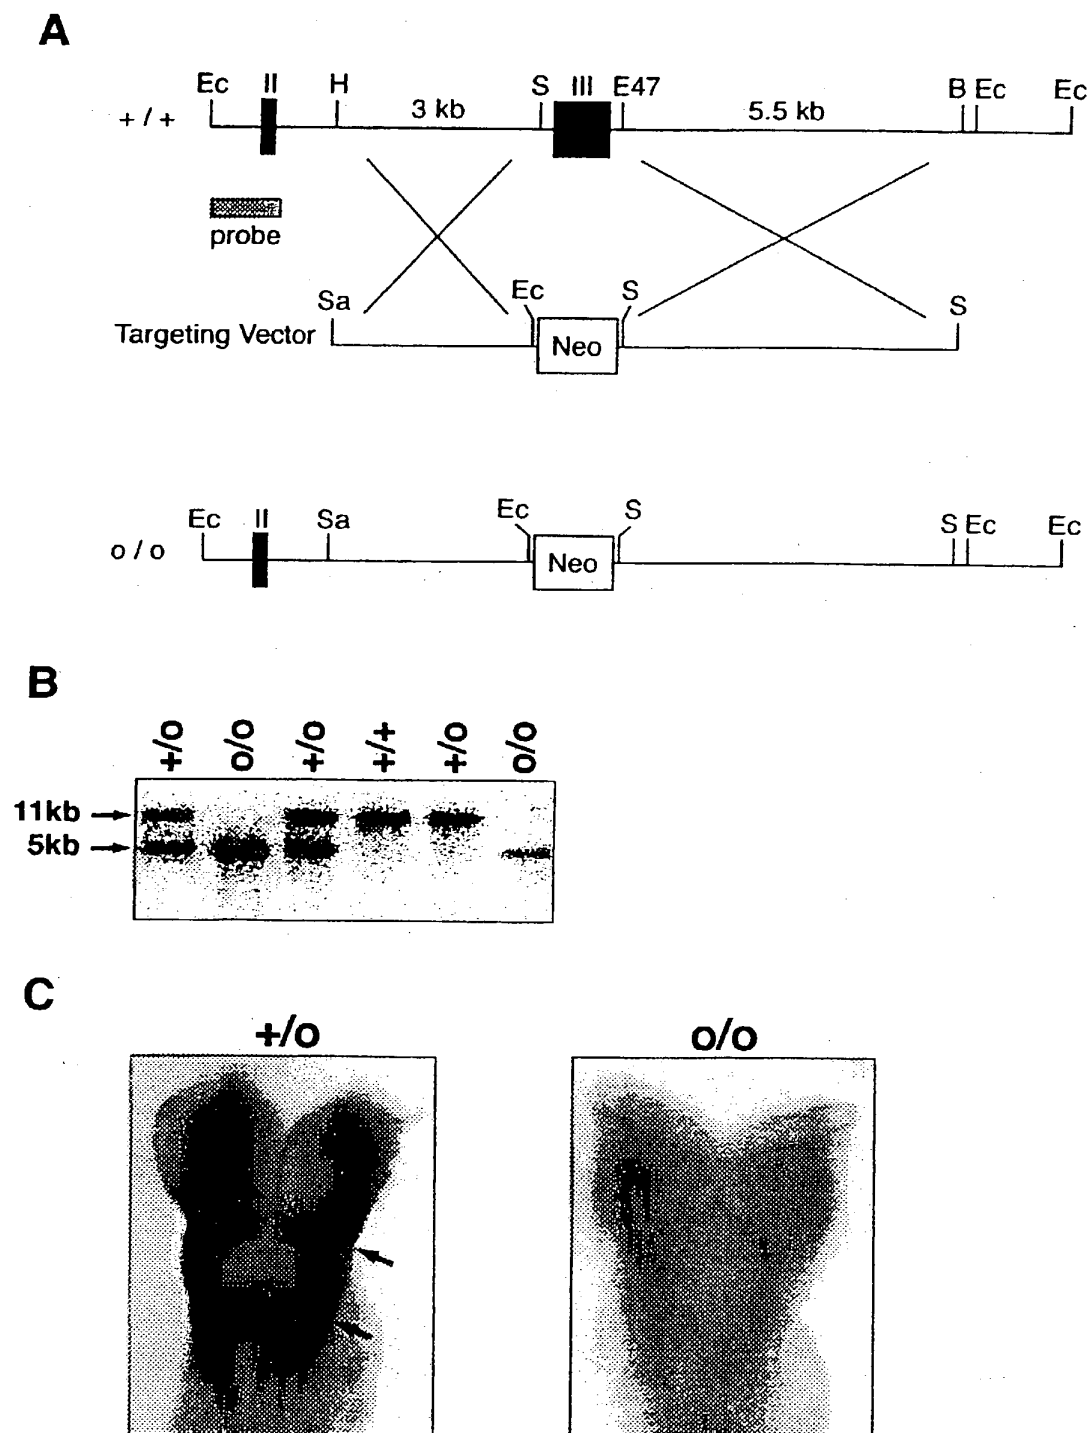 A
Ec II H S III E47 B Ec Ec
+ / + 3 kb 5.5 kb
probe
Sa Ec S S
Targeting Vector Neo
Ec II Sa Ec S S Ec Ec
o / o Neo
B
+/o o/o +/o +/+ +/o o/o
11kb
5kb
C
+/o o/o